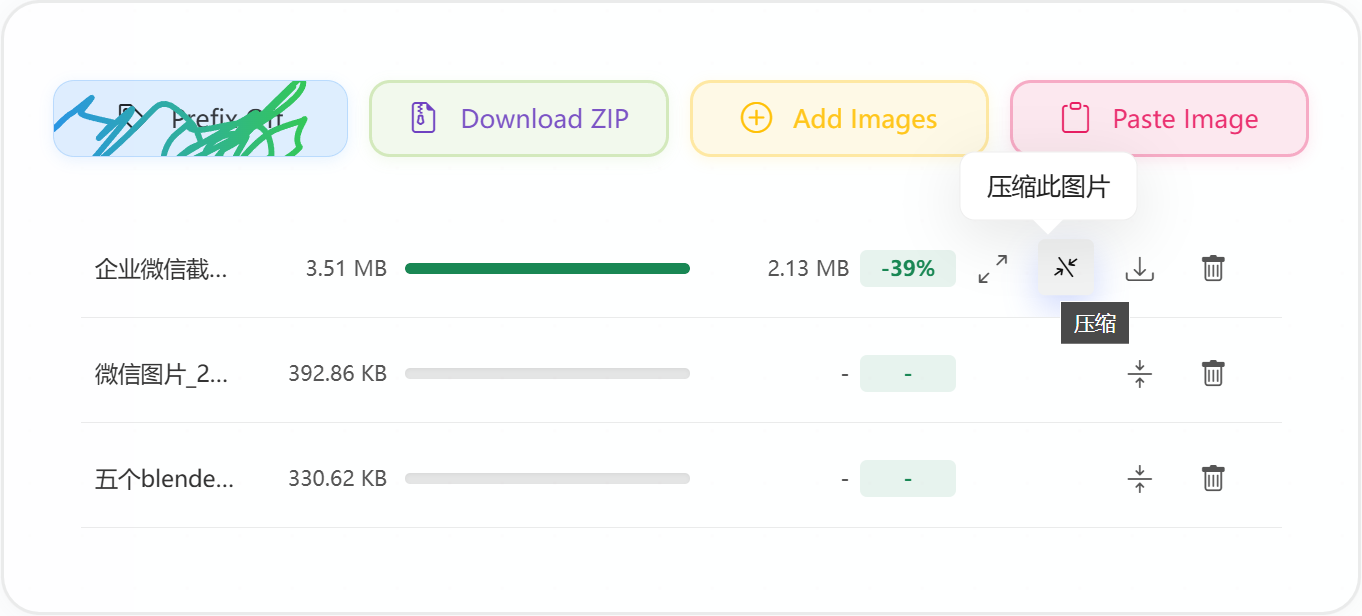 Prefix Off
Download ZIP
Add Images
Paste Image
压缩此图片
企业微信截... 3.51 MB 2.13 MB -39%
压缩
微信图片_2... 392.86 KB - -
五个blende... 330.62 KB - -